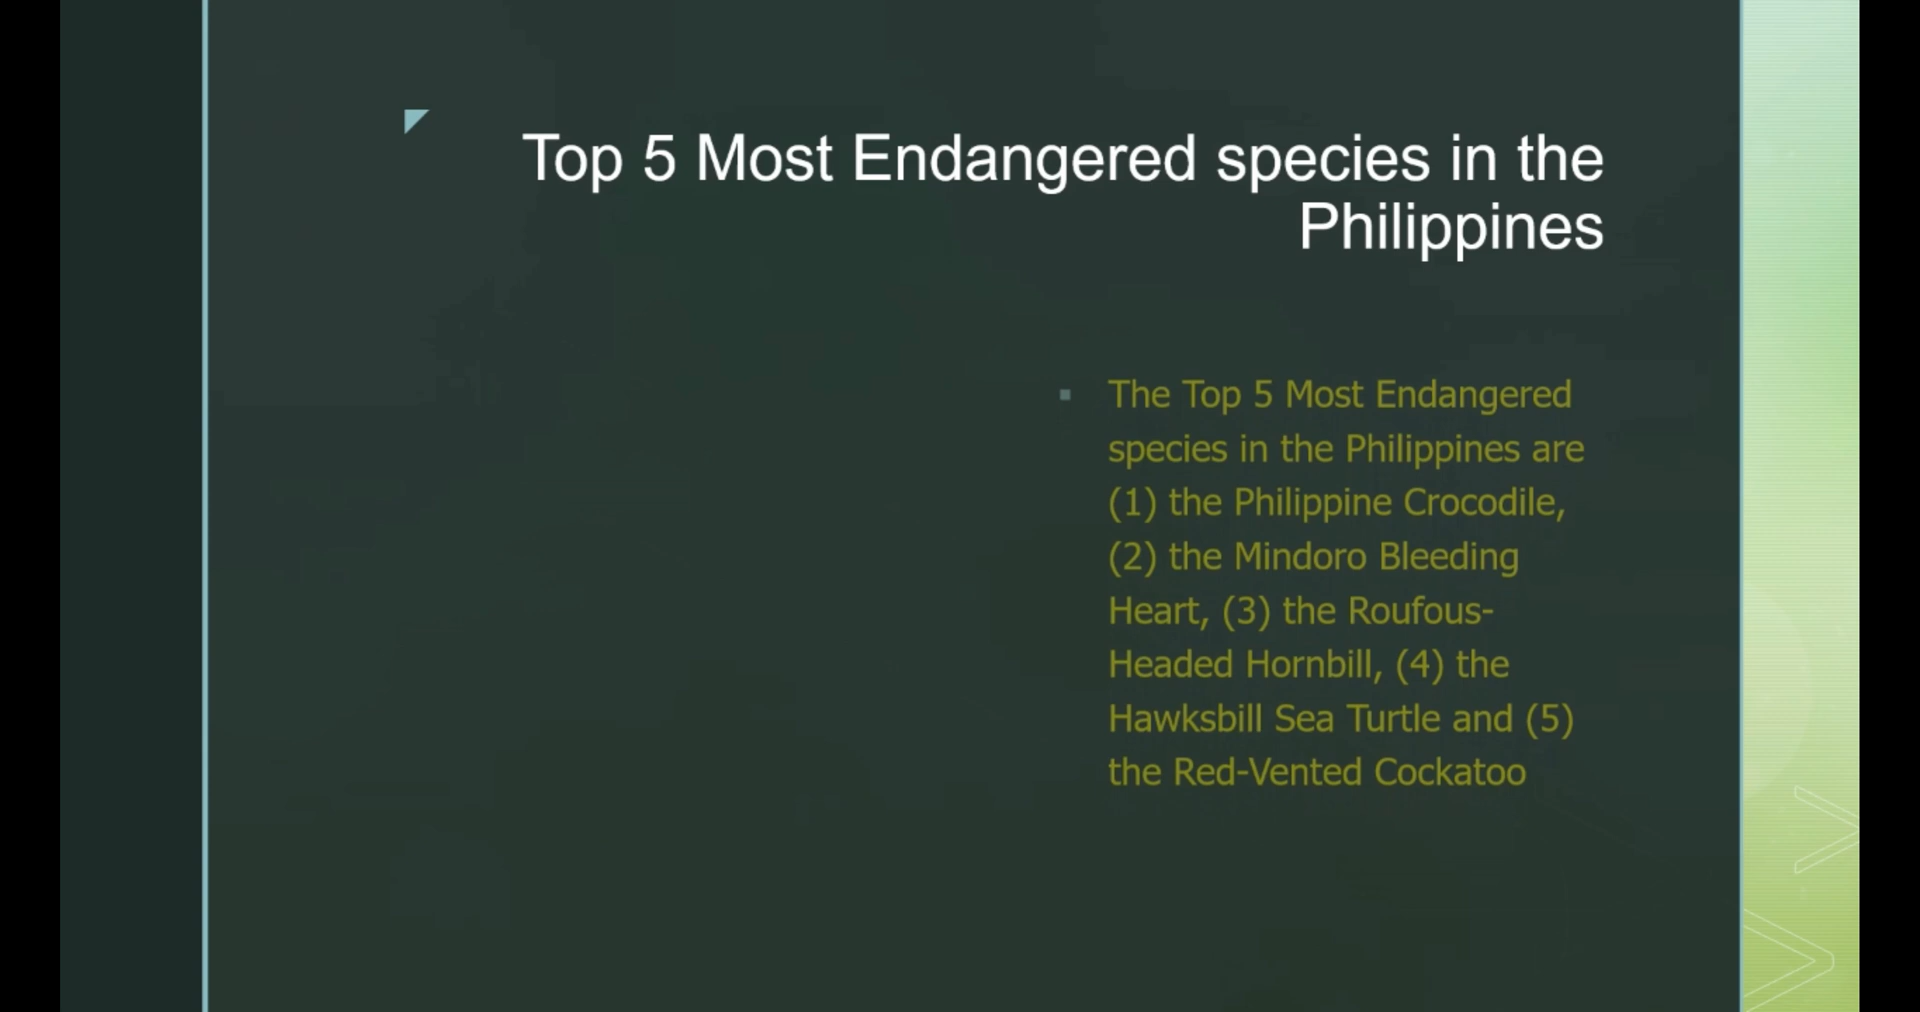 Top 5 Most Endangered species in the
Philippines
The Top 5 Most Endangered
species in the Philippines are
(1) the Philippine Crocodile,
(2) the Mindoro Bleeding
Heart, (3) the Roufous-
Headed Hornbill, (4) the
Hawksbill Sea Turtle and (5)
the Red-Vented Cockatoo